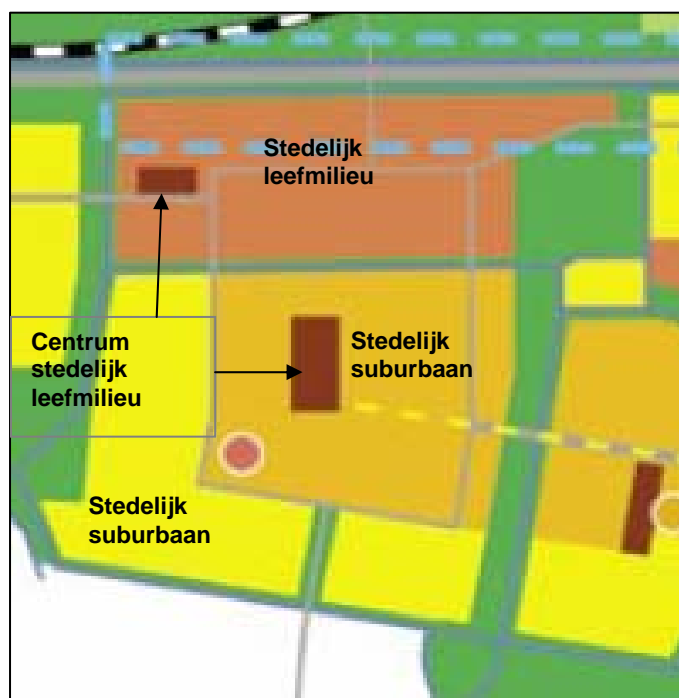 Stedelijk
leefmilieu
Centrum
stedelijk
leefmilieu
Stedelijk
suburbaan
Stedelijk
suburbaan